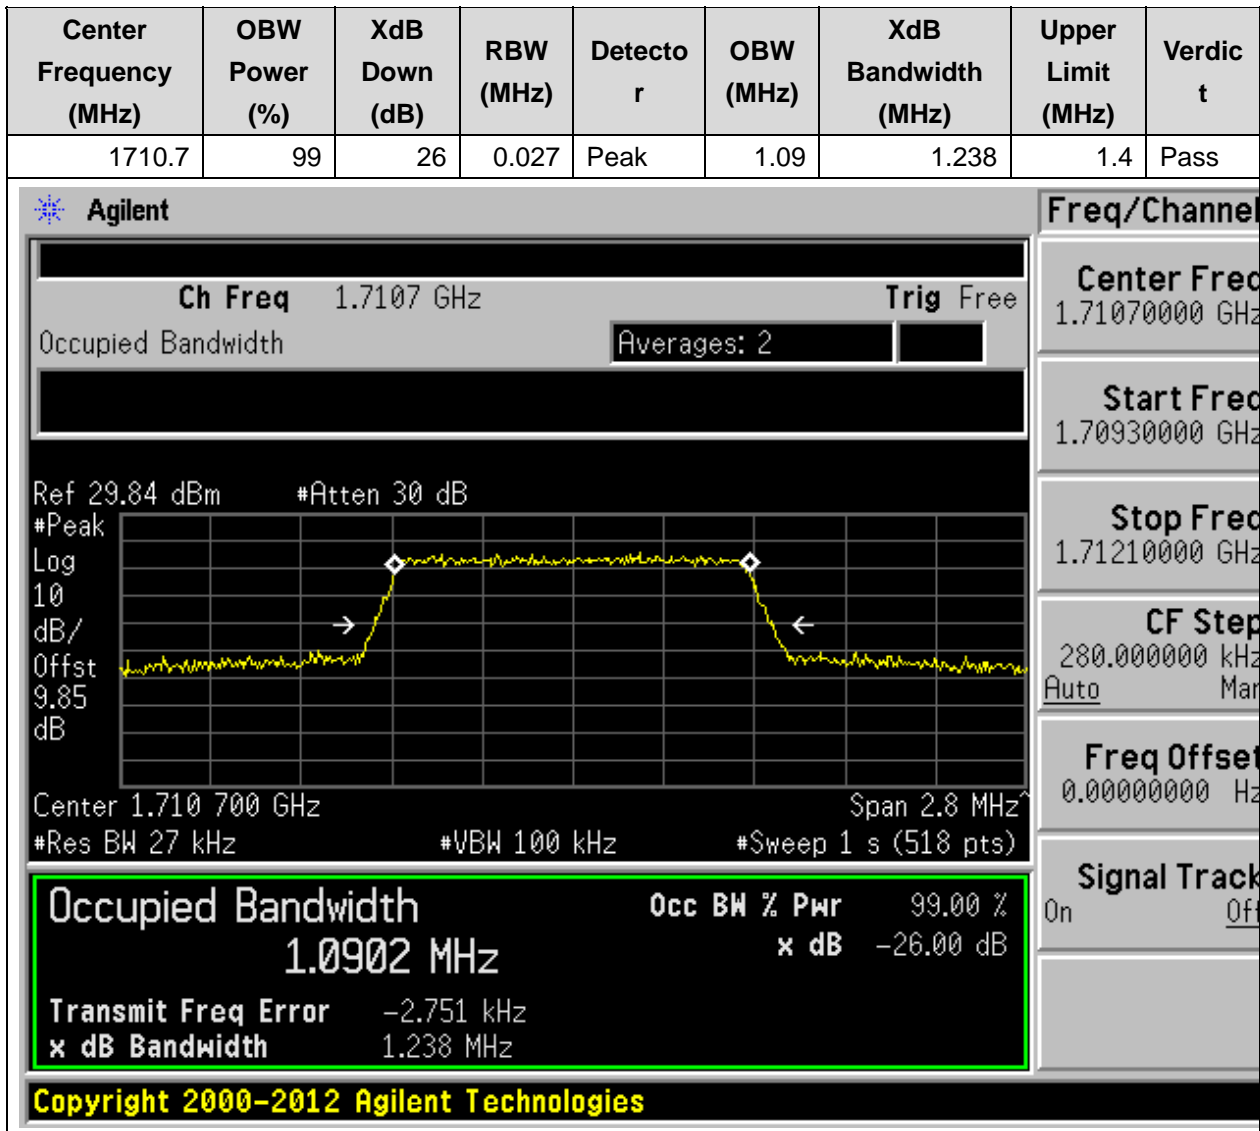 Center Frequency (MHz) OBW Power (%) XdB Down (dB) RBW (MHz) Detecto r OBW (MHz) XdB Bandwidth (MHz) Upper Limit (MHz) Verdic t
1710.7 99 26 0.027 Peak 1.09 1.238 1.4 Pass
Agilent
Freq/Channel
Ch Freq 1.7107 GHz Trig Free
Occupied Bandwidth Averages: 2
Center Freq
1.71070000 GHz
Start Freq
1.70930000 GHz
Stop Freq
1.71210000 GHz
CF Step
280.000000 kHz
Auto Man
Freq Offset
0.00000000 Hz
Signal Track
On Off
Ref 29.84 dBm #Atten 30 dB
#Peak
Log
10
dB/
Offst
9.85
dB
Center 1.710 700 GHz Span 2.8 MHz^
#Res BW 27 kHz #VBW 100 kHz #Sweep 1 s (518 pts)
Occupied Bandwidth
1.0902 MHz
Occ BW % Pwr 99.00 %
x dB -26.00 dB
Transmit Freq Error -2.751 kHz
x dB Bandwidth 1.238 MHz
Copyright 2000-2012 Agilent Technologies